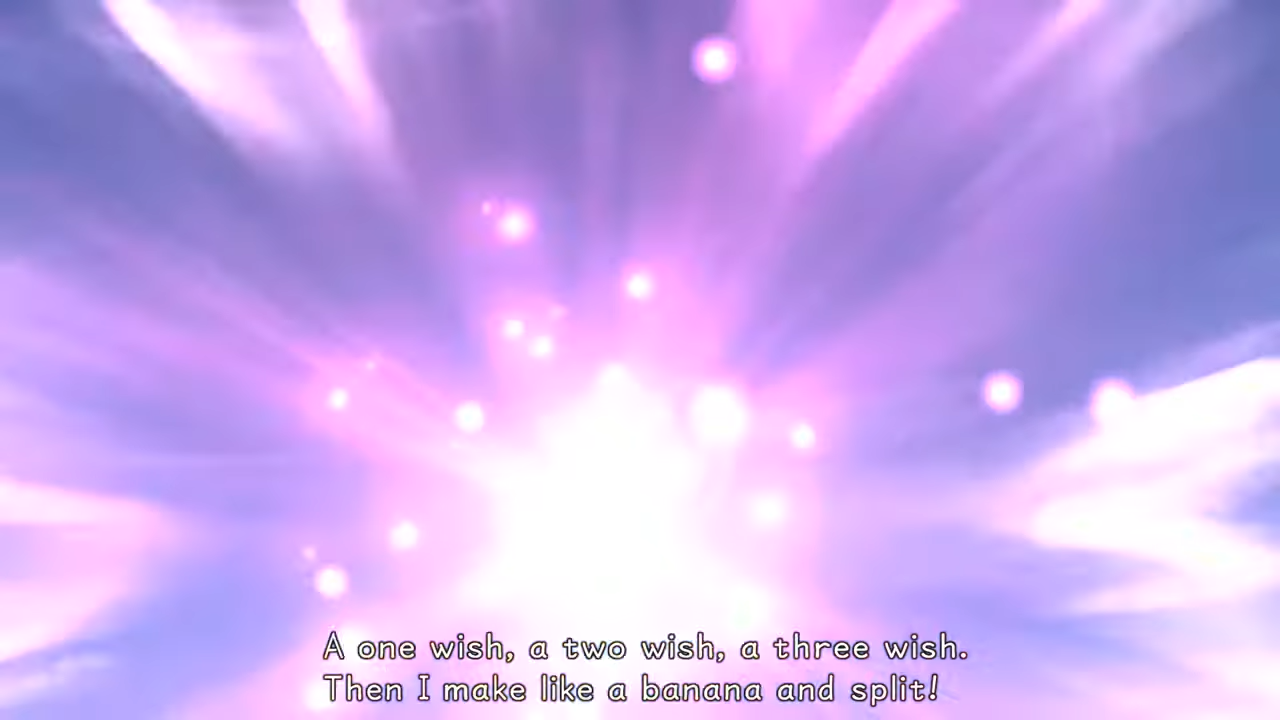 A one wish, a two wish, a three wish.
Then I make like a banana and split!